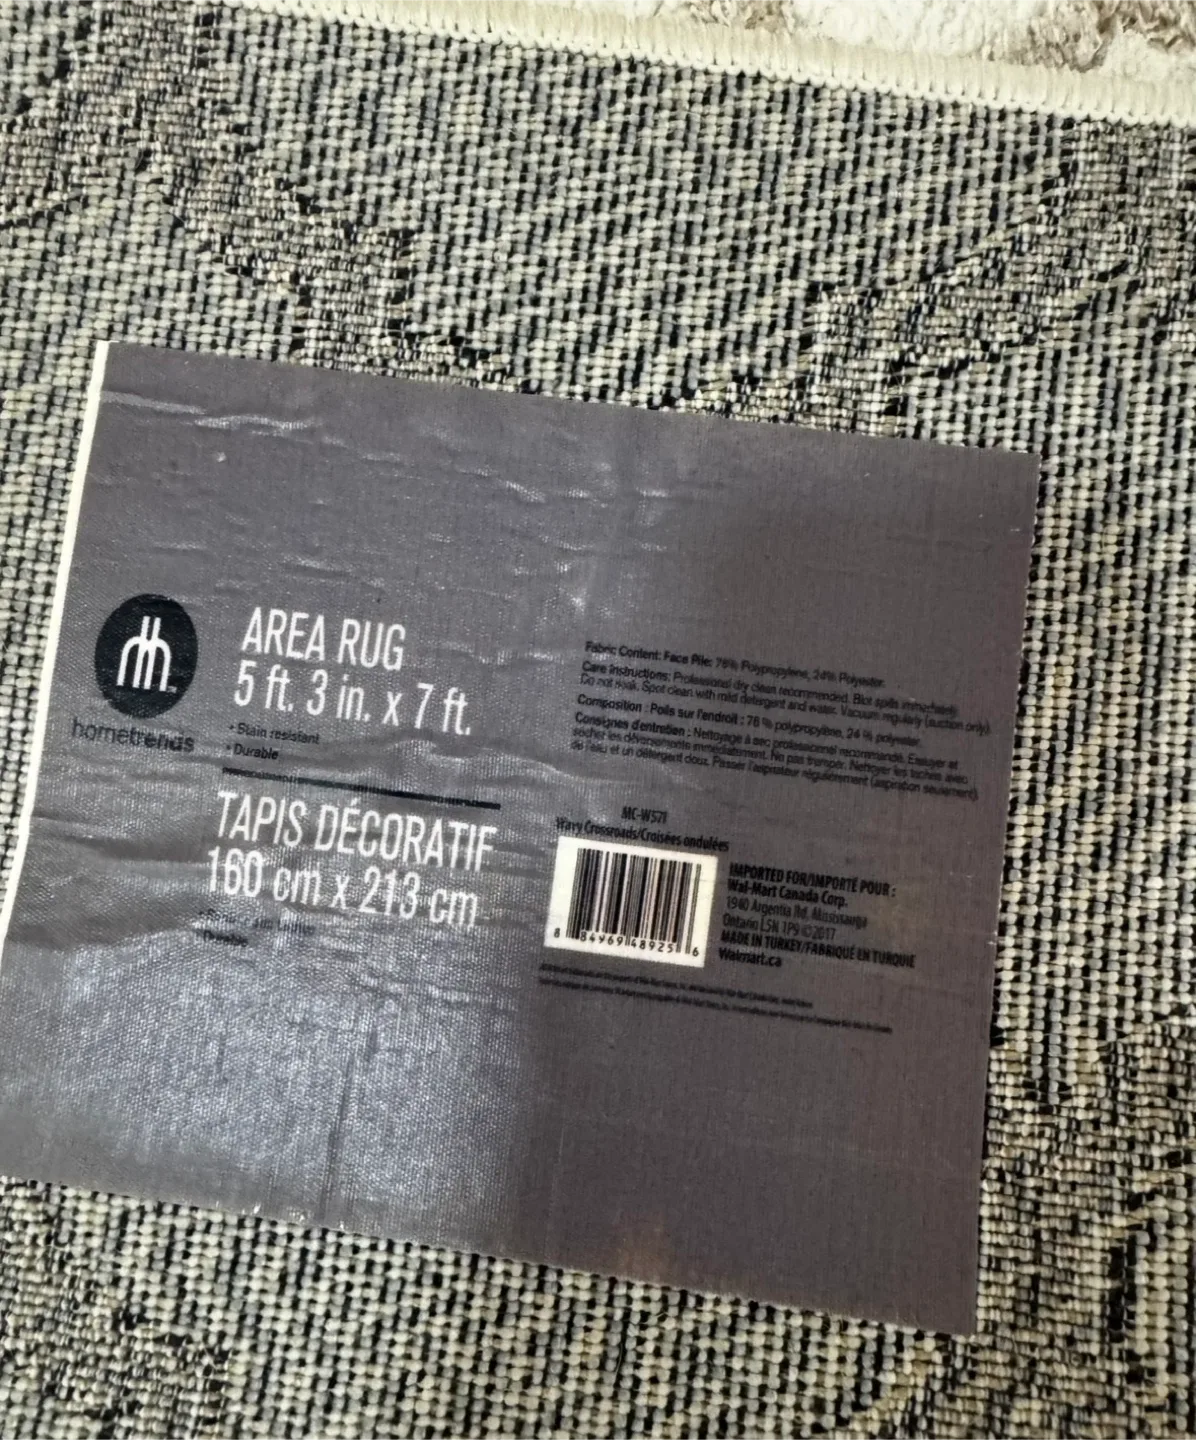 hometrends
AREA RUG
5 ft. 3 in. x 7 ft.
• Stain resistant
• Durable
TAPIS DÉCORATIF
160 cm x 213 cm
• Durable
Fabric Content: Face Pile: 76% Polypropylene, 24% Polyester.
Care Instructions: Professional dry clean recommended. Blot spills immediately.
Do not soak. Spot clean with mild detergent and water. Vacuum regularly (suction only).
Composition : Poils sur l'endroit : 76 % polypropylène, 24 % polyester.
Consignes d'entretien : Nettoyage à sec professionnel recommandé. Essuyer et
sécher les déversements immédiatement. Ne pas tremper. Nettoyer les taches avec
de l'eau et un détergent doux. Passer l'aspirateur régulièrement (aspiration seulement).
MC-WS71
Wavy Crossroads/Croisées ondulées
8 84969 48925 6
IMPORTED FOR/IMPORTÉ POUR :
Wal-Mart Canada Corp.
1940 Argentia Rd. Mississauga
Ontario L5N 1P9 ©2017
MADE IN TURKEY/FABRIQUÉ EN TURQUIE
Walmart.ca